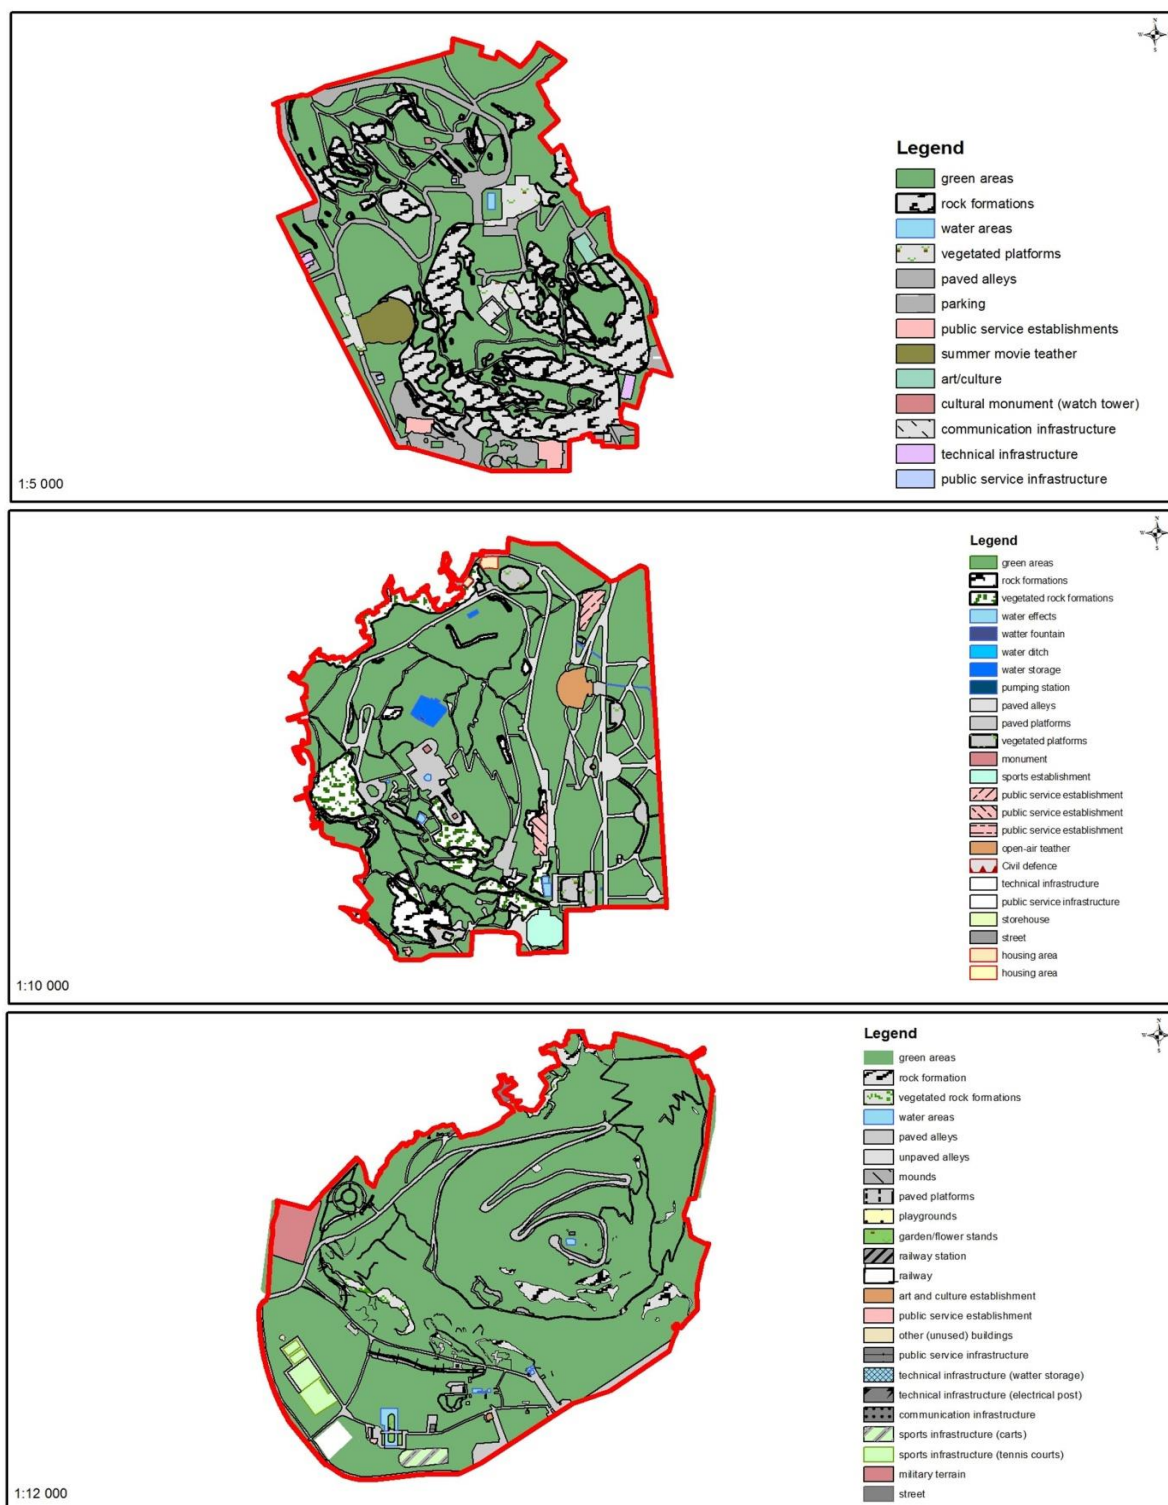 N
W
S
Legend
green areas
rock formations
water areas
vegetated platforms
paved alleys
parking
public service establishments
summer movie teather
art/culture
cultural monument (watch tower)
communication infrastructure
technical infrastructure
public service infrastructure
1:5 000
N
W
S
Legend
green areas
rock formations
vegetated rock formations
water effects
watter fountain
water ditch
water storage
pumping station
paved alleys
paved platforms
vegetated platforms
monument
sports establishment
public service establishment
public service establishment
public service establishment
open-air teather
Civil defence
technical infrastructure
public service infrastructure
storehouse
street
housing area
housing area
1:10 000
N
W
S
Legend
green areas
rock formation
vegetated rock formations
water areas
paved alleys
unpaved alleys
mounds
paved platforms
playgrounds
garden/flower stands
railway station
railway
art and culture establishment
public service establishment
other (unused) buildings
public service infrastructure
technical infrastructure (watter storage)
technical infrastructure (electrical post)
communication infrastructure
sports infrastructure (carts)
sports infrastructure (tennis courts)
military terrain
street
1:12 000